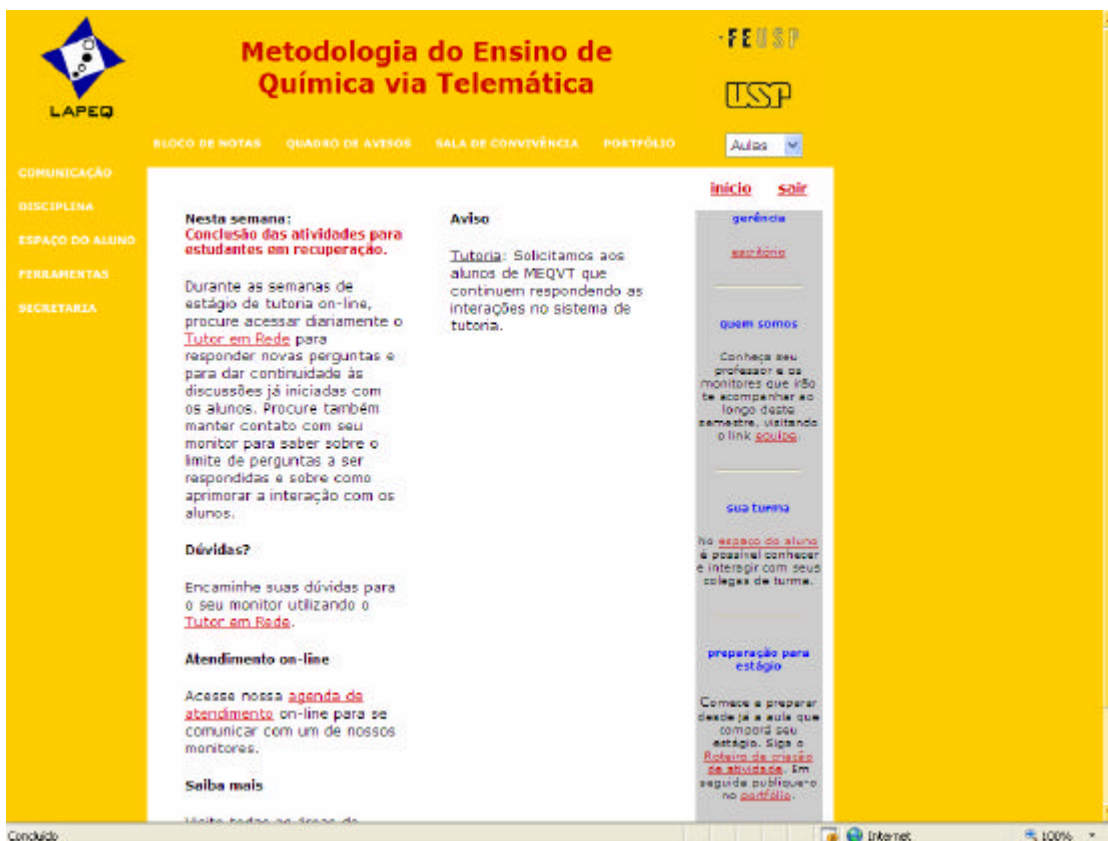 Metodologia do Ensino de
Química via Telemática
LAPEQ
FEUSP
USP
BLOCO DE NOTAS QUADRO DE AVISOS SALA DE CONVIVÊNCIA PORTFÓLIO
Aulas
COMUNICAÇÃO
DISCIPLINA
ESPAÇO DO ALUNO
FERRAMENTAS
SECRETARIA
Nesta semana:
Conclusão das atividades para
estudantes em recuperação.
Durante as semanas de
estágio de tutoria on-line,
procure acessar diariamente o
Tutor em Rede para
responder novas perguntas e
para dar continuidade às
discussões já iniciadas com
os alunos. Procure também
manter contato com seu
monitor para saber sobre o
limite de perguntas a ser
respondidas e sobre como
aprimorar a interação com os
alunos.
Dúvidas?
Encaminhe suas dúvidas para
o seu monitor utilizando o
Tutor em Rede.
Atendimento on-line
Acesse nossa agenda de
atendimento on-line para se
comunicar com um de nossos
monitores.
Saiba mais
Visite todas as áreas de
Aviso
Tutoria: Solicitamos aos
alunos de MEQVT que
continuem respondendo as
interações no sistema de
tutoria.
início sair
gerência
escritório
quem somos
Conheça seu
professor e os
monitores que irão
te acompanhar ao
longo deste
semestre, visitando
o link equipe.
sua turma
No espaço do aluno
é possível conhecer
e interagir com seus
colegas de turma.
preparação para
estágio
Comece a preparar
desde já a aula que
comporá seu
estágio. Siga o
Roteiro de criação
de atividade. Em
seguida publique-o
no portfólio.
Concluído
Internet
100%